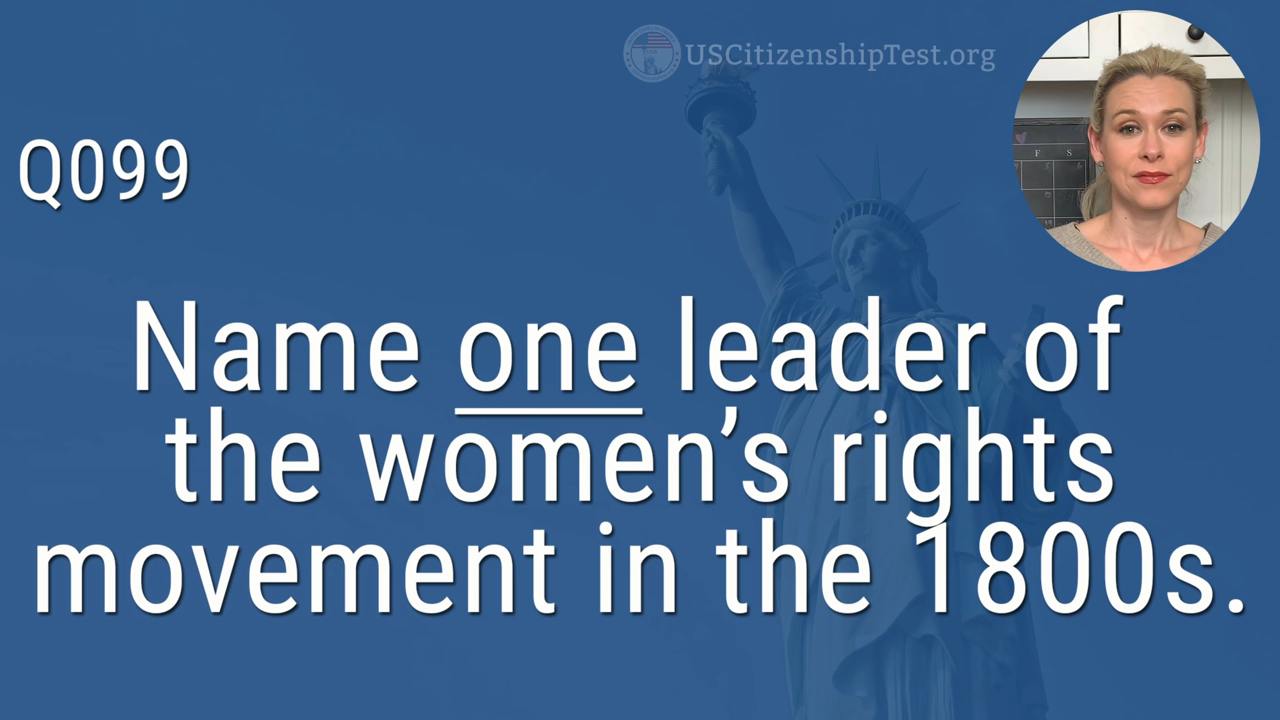 USCitizenshipTest.org
Q099
F S
Name one leader of
the women’s rights
movement in the 1800s.